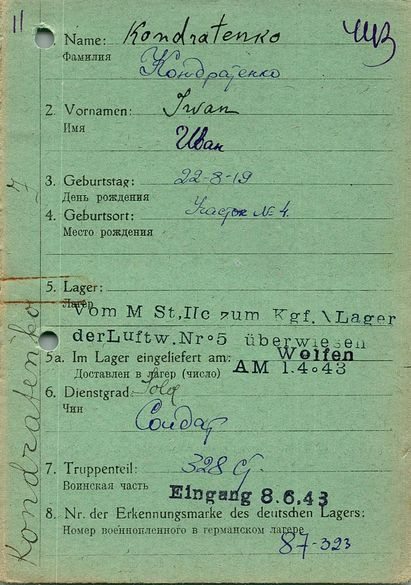 11
Name: Kondratenko
Фамилия Кондратенко
2. Vornamen: Iwan
Имя Иван
3. Geburtstag: 22-8-19
День рождения
4. Geburtsort: Участок № 4.
Место рождения
5. Lager:
Лагерь
Vom M St, IIc zum Kgf. \ Lager
der Luftw. Nr 5 überwiesen
Wolfen
5a. Im Lager eingeliefert am: AM 1.4.43
Доставлен в лагер (число)
6. Dienstgrad: Sold
Чин Солдат
7. Truppenteil: 328
Воинская часть Eingang 8.6.43
8. Nr. der Erkennungsmarke des deutschen Lagers:
Номер военнопленного в германском лагере
87-323
Kondratenko